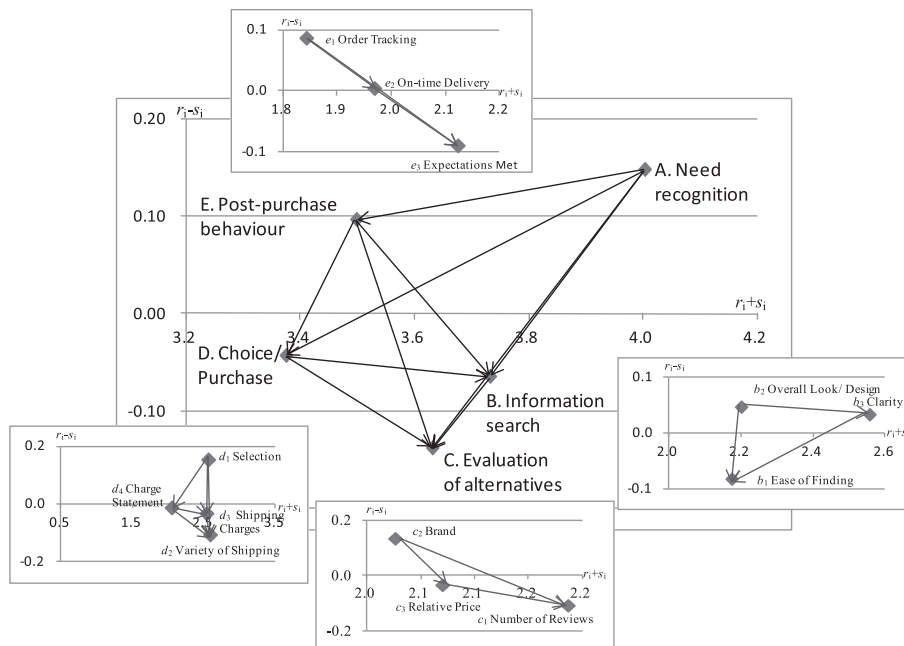 rᵢ-sᵢ
0.1
e₁ Order Tracking
e₂ On-time Delivery
0.0
rᵢ+sᵢ
1.8
1.9
2.0
2.1
2.2
-0.1
e₃ Expectations Met
rᵢ-sᵢ
0.20
A. Need
recognition
E. Post-purchase
behaviour
0.10
0.00
rᵢ+sᵢ
3.2
3.4
3.6
3.8
4.0
4.2
D. Choice/
Purchase
B. Information
search
-0.10
C. Evaluation
of alternatives
rᵢ-sᵢ
0.1
b₂ Overall Look/ Design
b₃ Clarity
0.0
rᵢ+s
2.0
2.2
2.4
2.6
b₁ Ease of Finding
-0.1
rᵢ-sᵢ
0.2
d₁ Selection
d₄ Charge
Statement
0.0
rᵢ+sᵢ
0.5
1.5
3.5
d₃ Shipping
Charges
d₂ Variety of Shipping
-0.2
rᵢ-sᵢ
0.2
c₂ Brand
0.0
rᵢ+sᵢ
2.0
2.1
2.1
2.2
2.2
c₃ Relative Price
c₁ Number of Reviews
-0.2